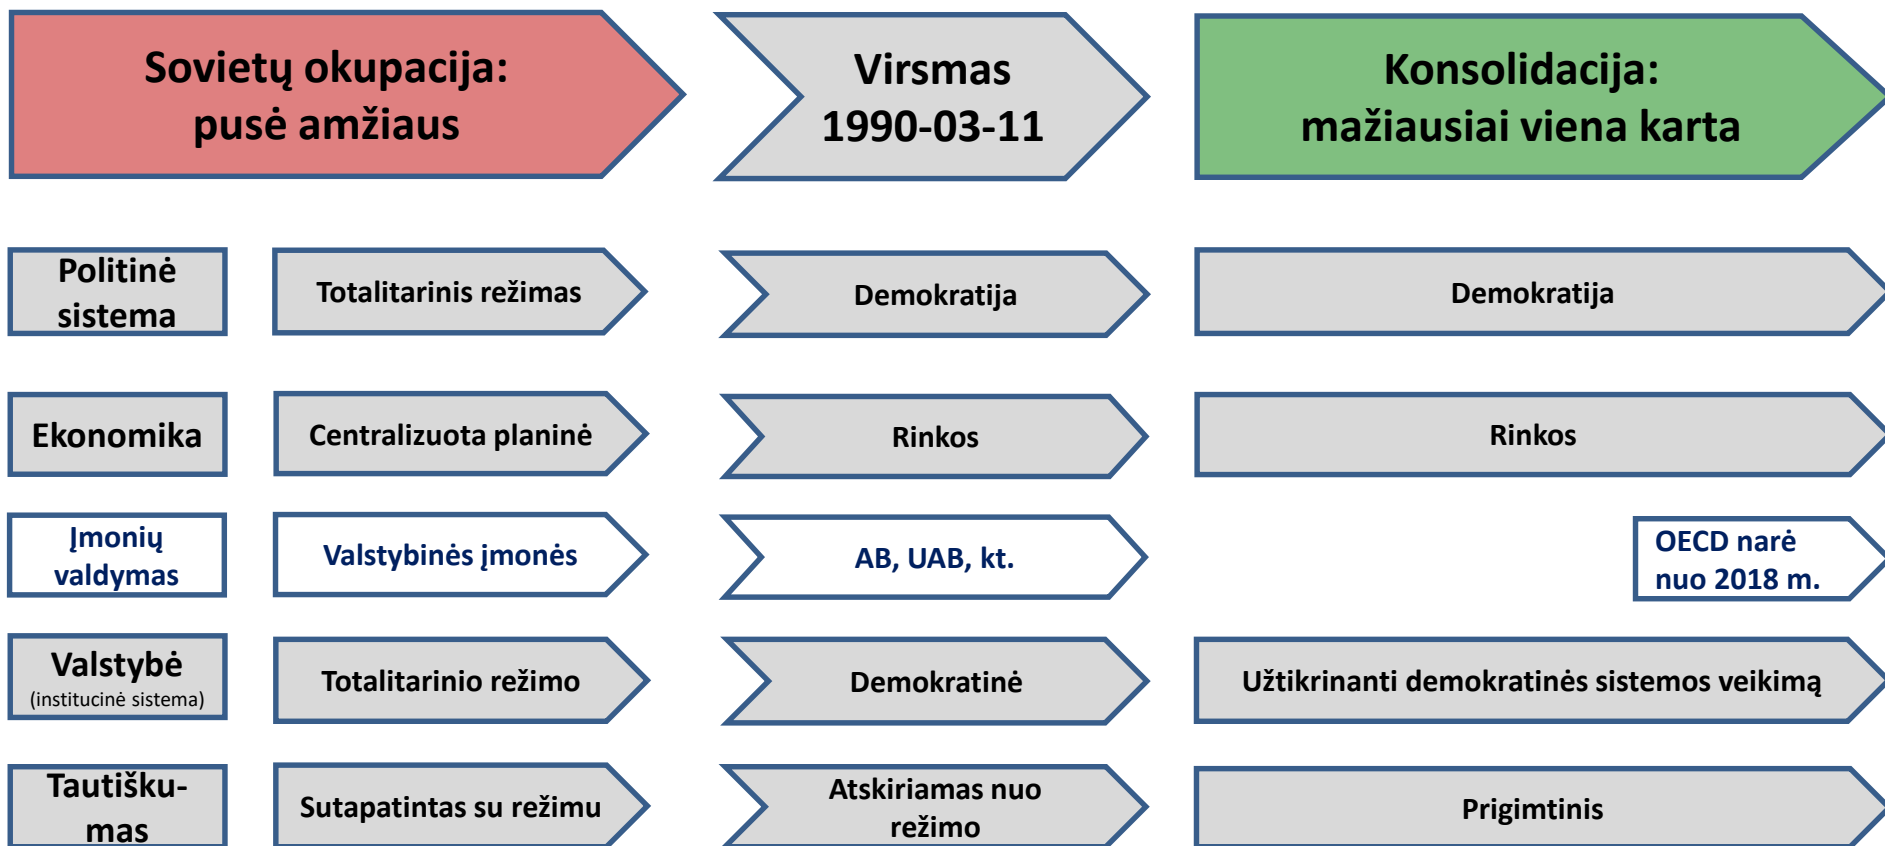 Sovietų okupacija:
pusė amžiaus
Virsmas
1990-03-11
Konsolidacija:
mažiausiai viena karta
Politinė
sistema
Totalitarinis režimas
Demokratija
Demokratija
Ekonomika
Centralizuota planinė
Rinkos
Rinkos
Įmonių
valdymas
Valstybinės įmonės
AB, UAB, kt.
OECD narė
nuo 2018 m.
Valstybė
(institucinė sistema)
Totalitarinio režimo
Demokratinė
Užtikrinanti demokratinės sistemos veikimą
Tautišku-
mas
Sutapatintas su režimu
Atskiriamas nuo
režimo
Prigimtinis